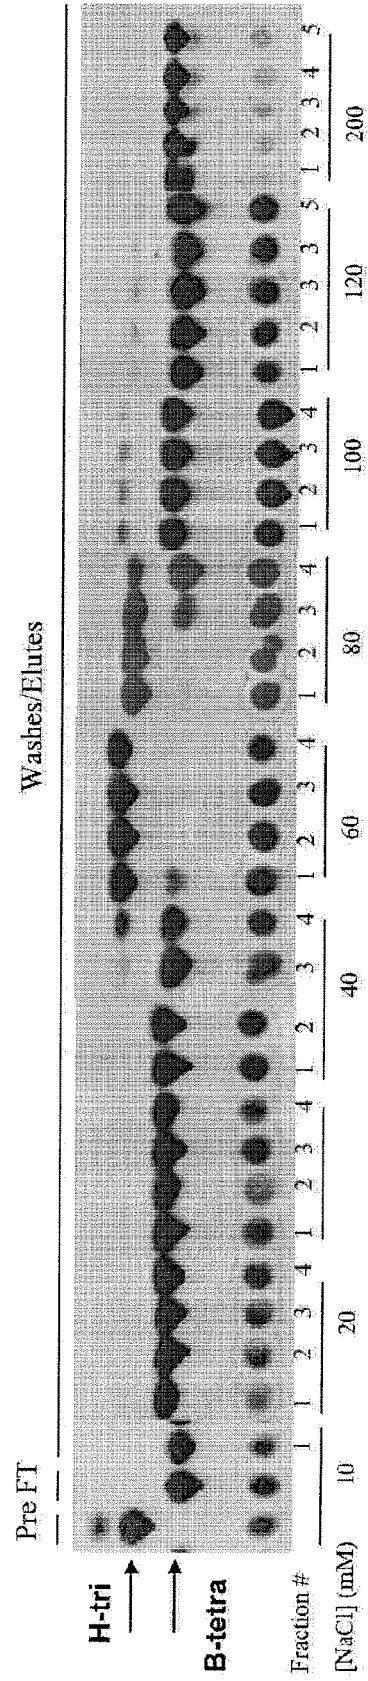 Pre FT Washes/Elutes
H-tri
B-tetra
Fraction # 1 1 2 3 4 1 2 3 4 1 2 3 4 1 2 3 4 1 2 3 4 1 2 3 4 1 2 3 3 5 1 2 3 4 5
[NaCl] (mM) 10 20 40 60 80 100 120 200